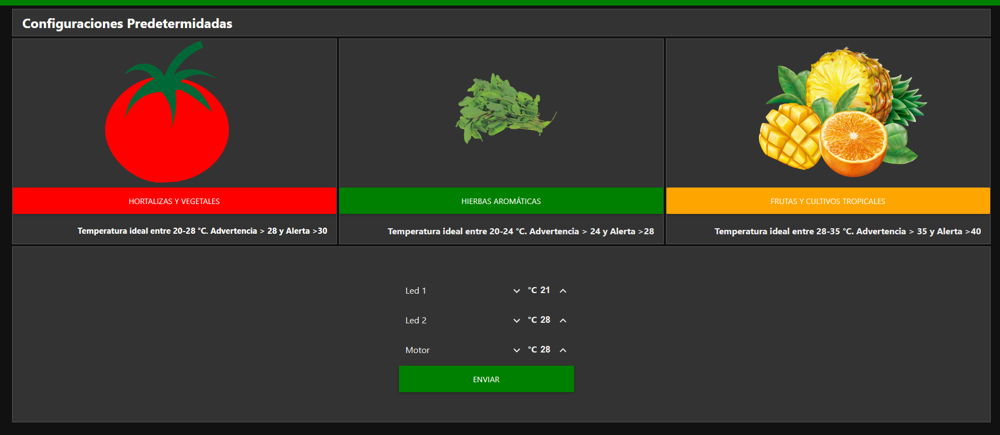 Configuraciones Predetermidadas
HORTALIZAS Y VEGETALES
HIERBAS AROMÁTICAS
FRUTAS Y CULTIVOS TROPICALES
Temperatura ideal entre 20-28 °C. Advertencia > 28 y Alerta >30
Temperatura ideal entre 20-24 °C. Advertencia > 24 y Alerta >28
Temperatura ideal entre 28-35 °C. Advertencia > 35 y Alerta >40
Led 1 °C 21
Led 2 °C 28
Motor °C 28
ENVIAR